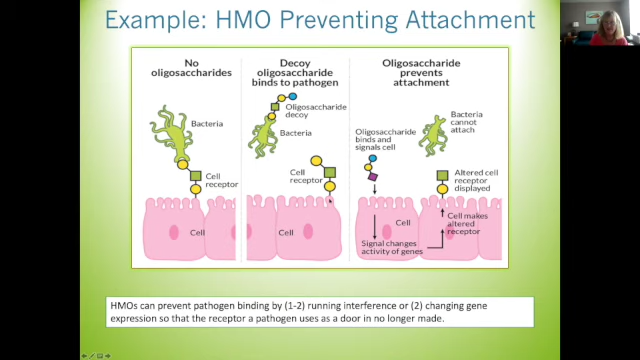 Example: HMO Preventing Attachment
No
oligosaccharides
Bacteria
Cell
receptor
Cell
Decoy
oligosaccharide
binds to pathogen
Oligosaccharide
decoy
Bacteria
Cell
receptor
Cell
Oligosaccharide
prevents
attachment
Bacteria
cannot
attach
Oligosaccharide
binds and
signals cell
Altered cell
receptor
displayed
Cell
Cell makes
altered
receptor
Signal changes
activity of genes
HMOs can prevent pathogen binding by (1-2) running interference or (2) changing gene
expression so that the receptor a pathogen uses as a door in no longer made.